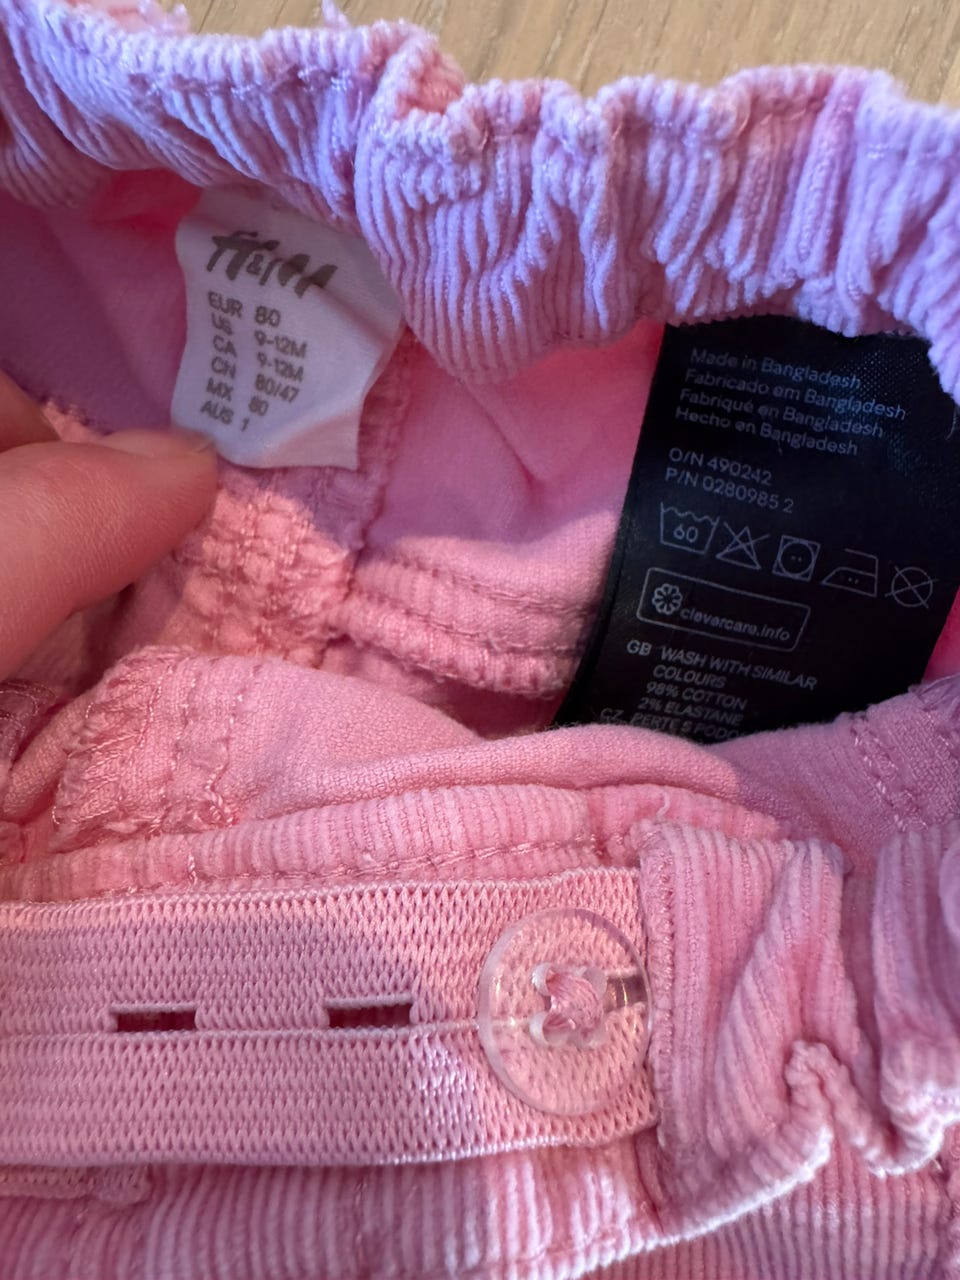 H&M
EUR 80
US 9-12M
CA 9-12M
CN 80/47
MX 80
AUS 1
Made in Bangladesh
Fabricado em Bangladesh
Fabriqué en Bangladesh
Hecho en Bangladesh
O/N 490242
P/N 0280985 2
60
clevercare.info
GB WASH WITH SIMILAR
COLOURS
98% COTTON
2% ELASTANE
CZ PERTE S